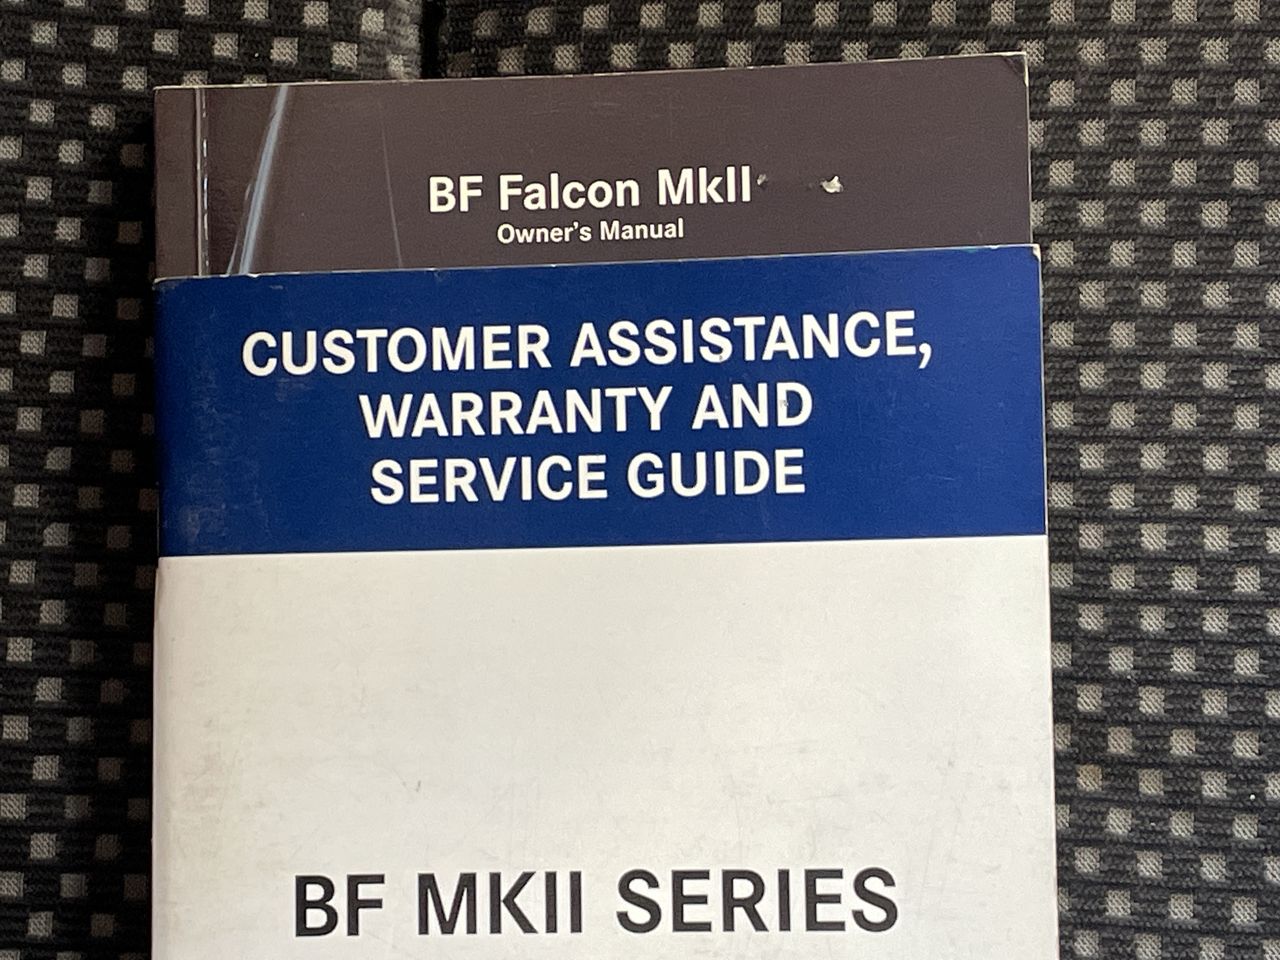 BF Falcon MkII
Owner's Manual
CUSTOMER ASSISTANCE,
WARRANTY AND
SERVICE GUIDE
BF MKII SERIES